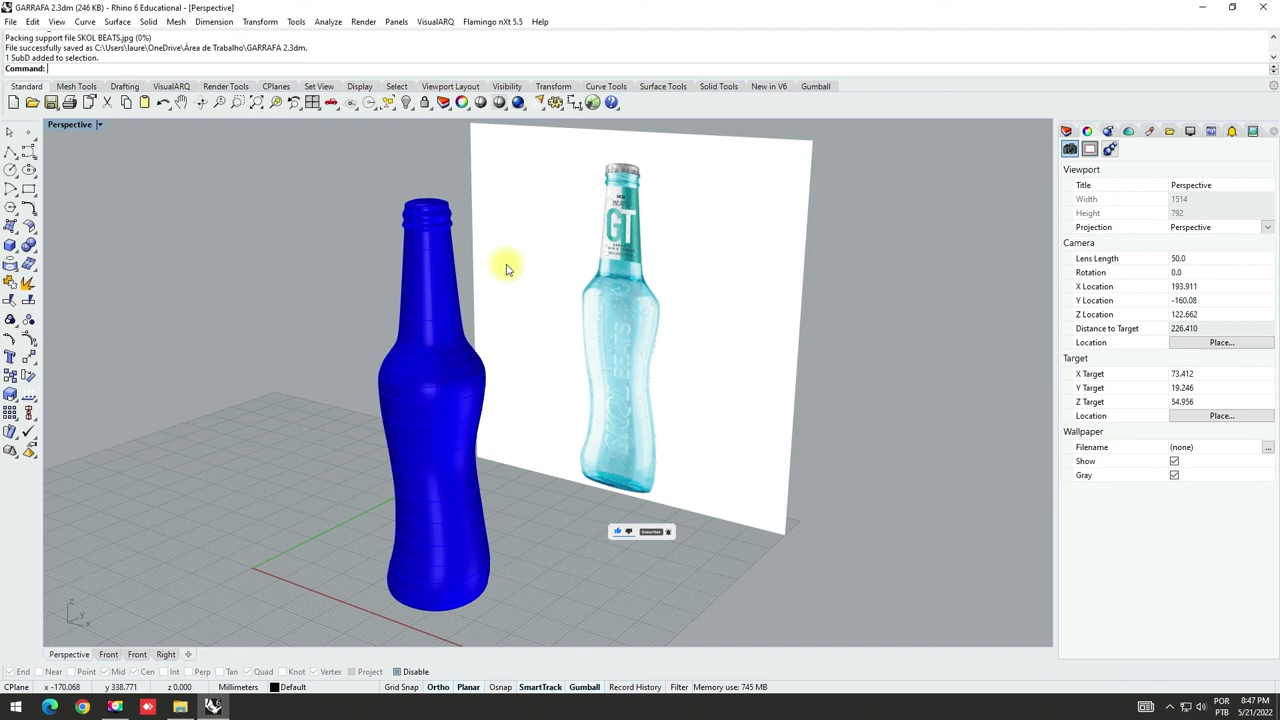 GARRAFA 2.3dm (246 KB) - Rhino 6 Educational - [Perspective]
File Edit View Curve Surface Solid Mesh Dimension Transform Tools Analyze Render Panels VisualARQ Flamingo nXt 5.5 Help
Packing support file SKOL BEATS.jpg (0%)
File successfully saved as C:\Users\laure\OneDrive\Área de Trabalho\GARRAFA 2.3dm.
1 SubD added to selection.
Command:
Standard Mesh Tools Drafting VisualARQ Render Tools CPlanes Set View Display Select Viewport Layout Visibility Transform Curve Tools Surface Tools Solid Tools New in V6 Gumball
Perspective
Viewport
Title Perspective
Width 1514
Height 792
Projection Perspective
Camera
Lens Length 50.0
Rotation 0.0
X Location 193.911
Y Location -160.08
Z Location 122.662
Distance to Target 226.410
Location Place...
Target
X Target 73.412
Y Target 19.246
Z Target 54.956
Location Place...
Wallpaper
Filename (none) ...
Show
Gray
BEATS
GT
SKOL BEATS
Subscribe
z
y
x
Perspective Front Front Right
End Near Point Mid Cen Int Perp Tan Quad Knot Vertex Project Disable
CPlane x -170.068 y 338.771 z 0.000 Millimeters Default Grid Snap Ortho Planar Osnap SmartTrack Gumball Record History Filter Memory use: 745 MB
POR
PTB
8:47 PM
5/21/2022